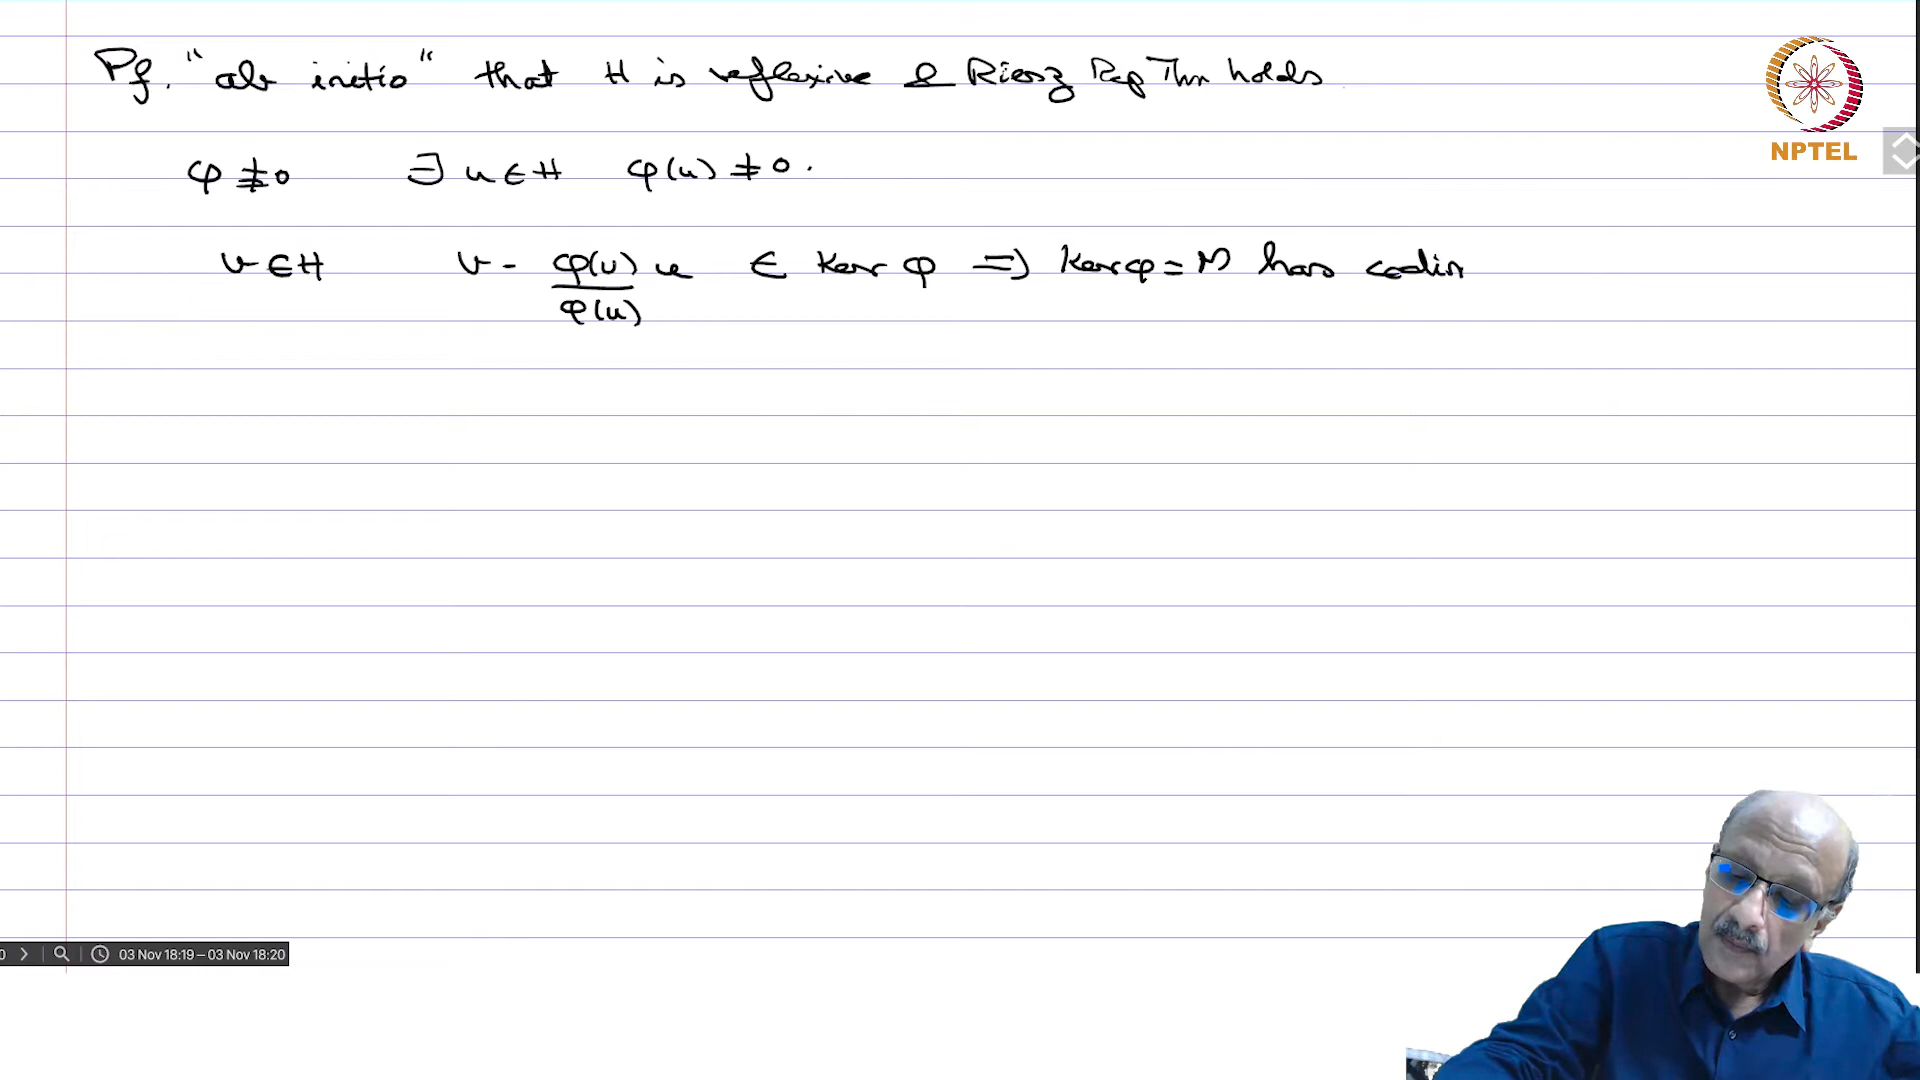 Pf. "ab initio" that H is reflexive & Riesz Rep Thm holds
NPTEL
φ ≢ 0 ∃ u ∈ H φ(u) ≠ 0.
v ∈ H v - φ(v)/φ(u) u ∈ Ker φ ⇒ Ker φ = M has codim
0 > 03 Nov 18:19 – 03 Nov 18:20